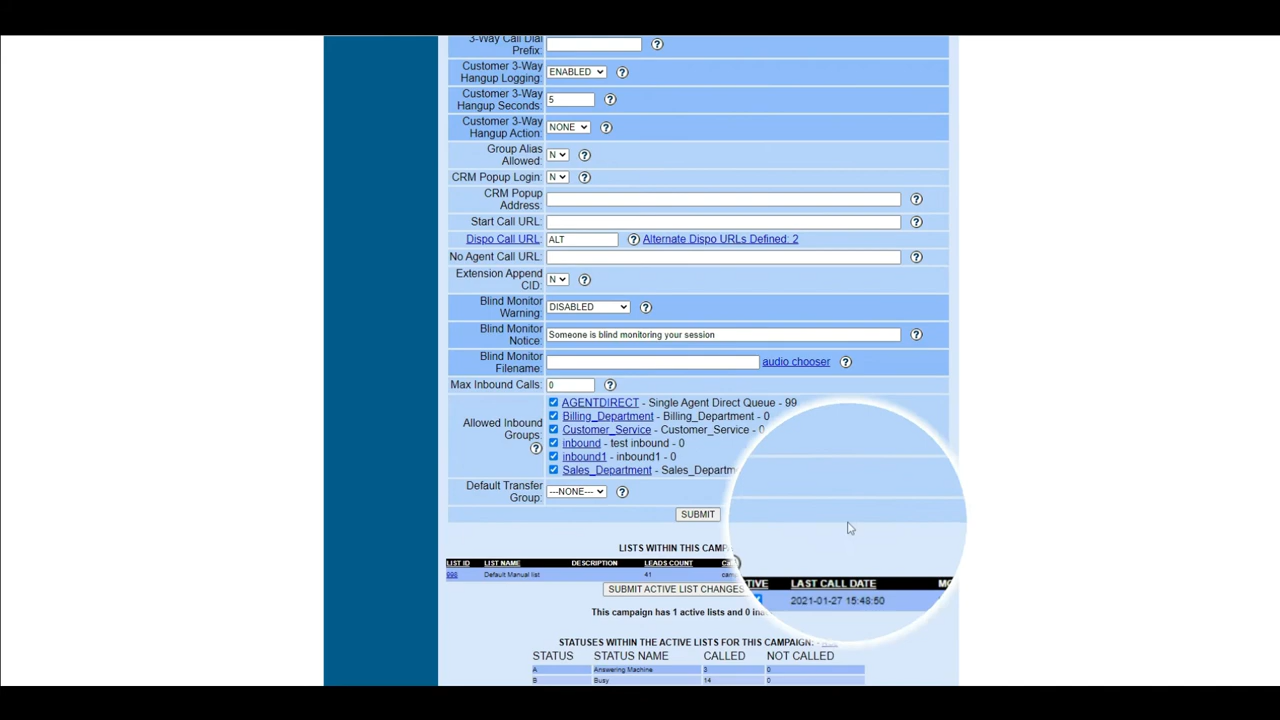 3-Way Call Dial
Prefix:
Customer 3-Way
Hangup Logging: ENABLED
Customer 3-Way
Hangup Seconds: 5
Customer 3-Way
Hangup Action: NONE
Group Alias
Allowed: N
CRM Popup Login: N
CRM Popup
Address:
Start Call URL:
Dispo Call URL: ALT Alternate Dispo URLs Defined: 2
No Agent Call URL:
Extension Append
CID: N
Blind Monitor
Warning: DISABLED
Blind Monitor
Notice: Someone is blind monitoring your session
Blind Monitor
Filename: audio chooser
Max Inbound Calls: 0
Allowed Inbound
Groups:
AGENTDIRECT - Single Agent Direct Queue - 99
Billing_Department - Billing_Department - 0
Customer_Service - Customer_Service - 0
inbound - test inbound - 0
inbound1 - inbound1 - 0
Sales_Department - Sales_Departm
Default Transfer
Group: ---NONE---
SUBMIT
LISTS WITHIN THIS CAMP
LIST ID LIST NAME DESCRIPTION LEADS COUNT
998 Default Manual list 41
TIVE LAST CALL DATE MO
2021-01-27 15:48:50
SUBMIT ACTIVE LIST CHANGES
This campaign has 1 active lists and 0 ina
STATUSES WITHIN THE ACTIVE LISTS FOR THIS CAMPAIGN:
STATUS STATUS NAME CALLED NOT CALLED
A Answering Machine 3 0
B Busy 14 0